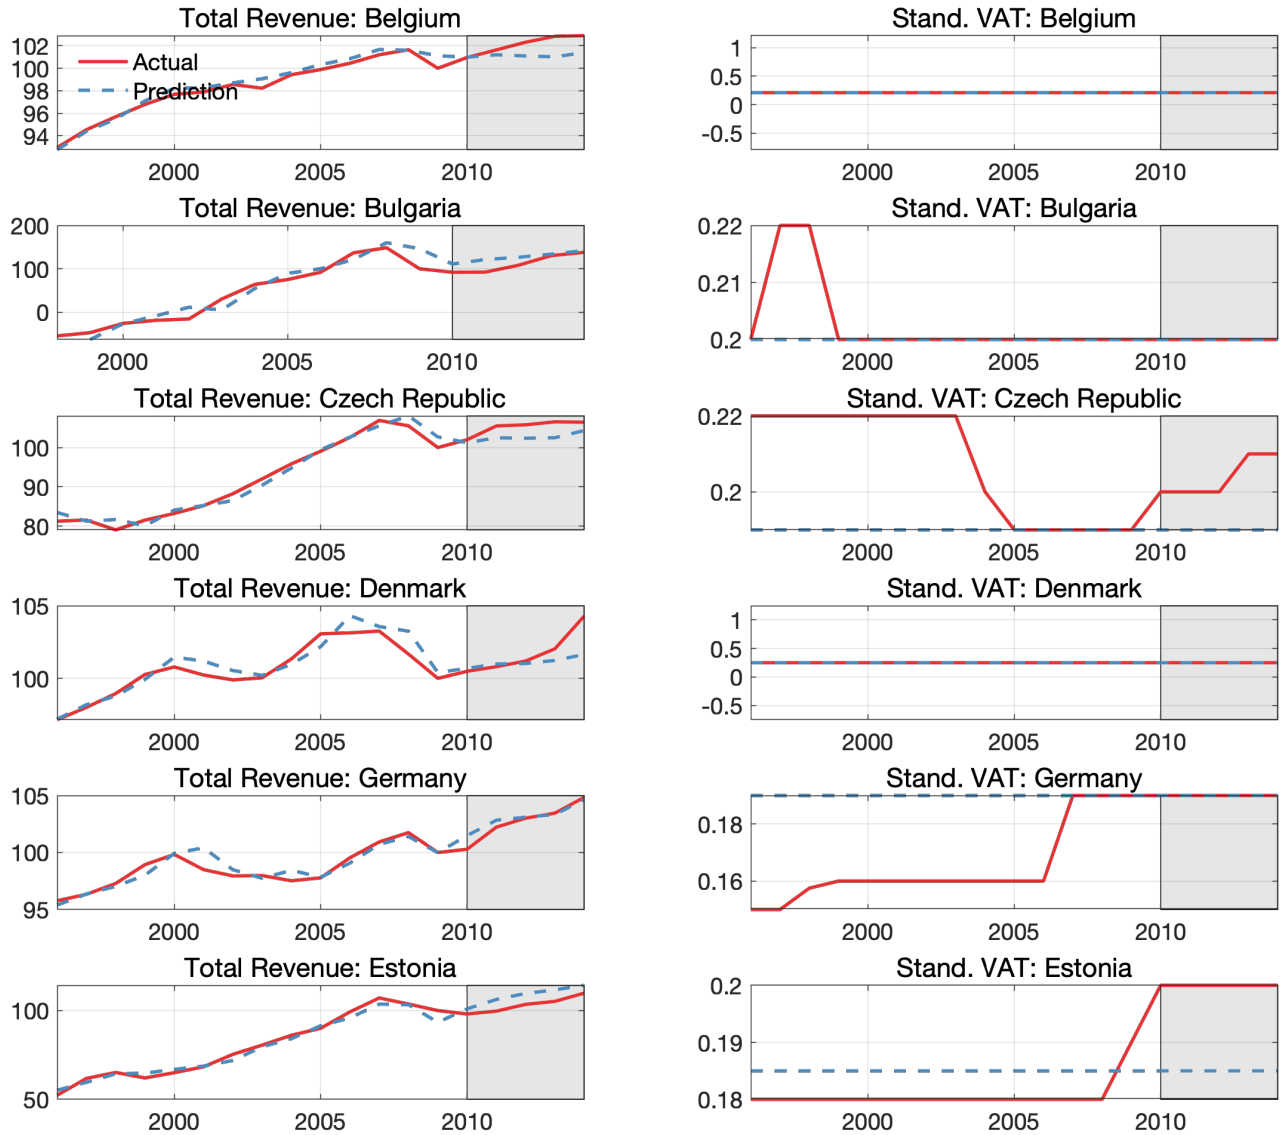 Total Revenue: Belgium
102
100
98
96
94
Actual
Prediction
2000 2005 2010
Stand. VAT: Belgium
1
0.5
0
-0.5
2000 2005 2010
Total Revenue: Bulgaria
200
100
0
2000 2005 2010
Stand. VAT: Bulgaria
0.22
0.21
0.2
2000 2005 2010
Total Revenue: Czech Republic
100
90
80
2000 2005 2010
Stand. VAT: Czech Republic
0.22
0.2
2000 2005 2010
Total Revenue: Denmark
105
100
2000 2005 2010
Stand. VAT: Denmark
1
0.5
0
-0.5
2000 2005 2010
Total Revenue: Germany
105
100
95
2000 2005 2010
Stand. VAT: Germany
0.18
0.16
2000 2005 2010
Total Revenue: Estonia
100
50
2000 2005 2010
Stand. VAT: Estonia
0.2
0.19
0.18
2000 2005 2010